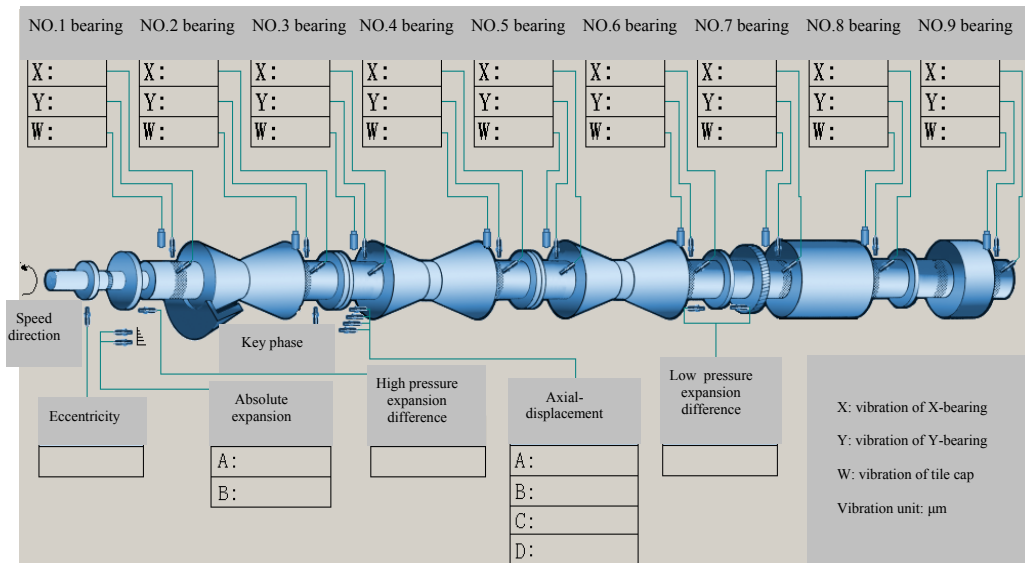 NO.1 bearing NO.2 bearing NO.3 bearing NO.4 bearing NO.5 bearing NO.6 bearing NO.7 bearing NO.8 bearing NO.9 bearing
X: X: X: X: X: X: X: X: X:
Y: Y: Y: Y: Y: Y: Y: Y: Y:
W: W: W: W: W: W: W: W: W:
Speed
direction
Key phase
Eccentricity
Absolute
expansion
A:
B:
High pressure
expansion
difference
Axial-
displacement
A:
B:
C:
D:
Low pressure
expansion
difference
X: vibration of X-bearing
Y: vibration of Y-bearing
W: vibration of tile cap
Vibration unit: μm